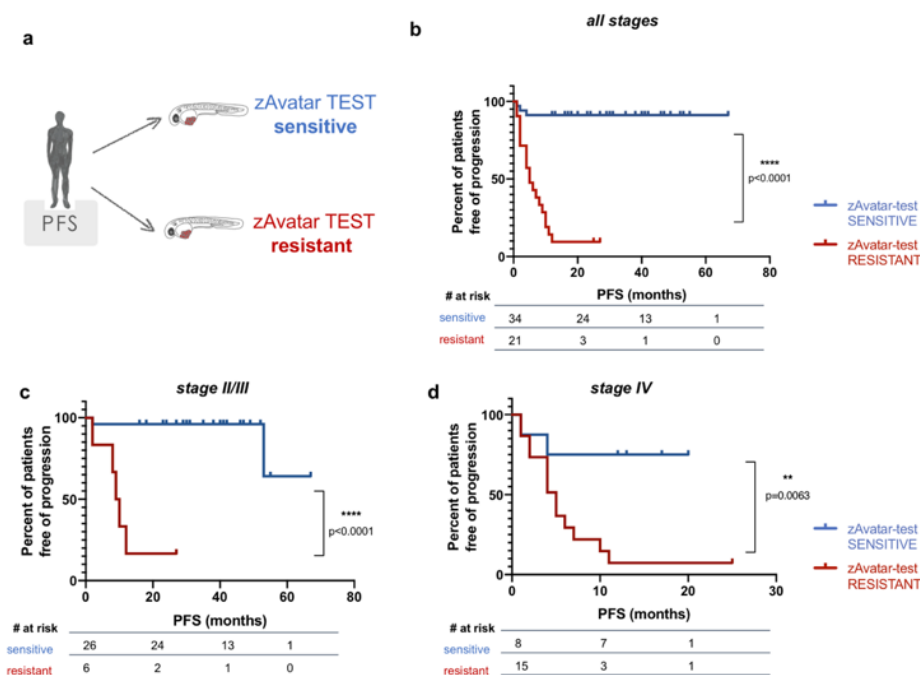 a
zAvatar TEST
sensitive
PFS
zAvatar TEST
resistant
b
all stages
Percent of patients
free of progression
100
50
0
0 20 40 60 80
PFS (months)
****
p<0.0001
zAvatar-test
SENSITIVE
zAvatar-test
RESISTANT
# at risk
sensitive 34 24 13 1
resistant 21 3 1 0
c
stage II/III
Percent of patients
free of progression
100
50
0
0 20 40 60 80
PFS (months)
****
p<0.0001
# at risk
sensitive 26 24 13 1
resistant 6 2 1 0
d
stage IV
Percent of patients
free of progression
100
50
0
0 10 20 30
PFS (months)
**
p=0.0063
zAvatar-test
SENSITIVE
zAvatar-test
RESISTANT
# at risk
sensitive 8 7 1
resistant 15 3 1